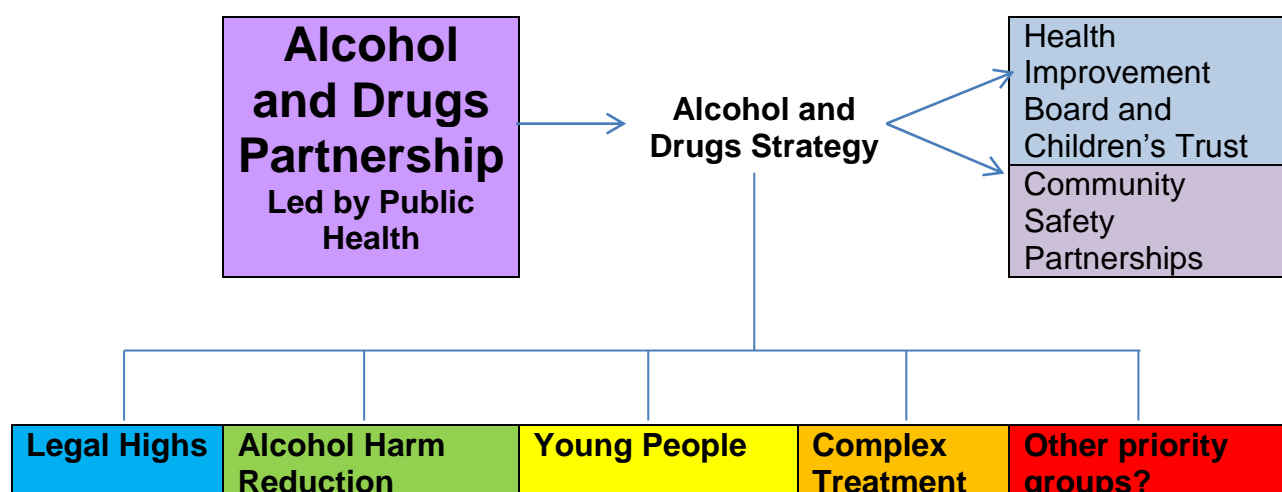 Alcohol
and Drugs
Partnership
Led by Public
Health
Alcohol and
Drugs Strategy
Health
Improvement
Board and
Children’s Trust
Community
Safety
Partnerships
Legal Highs
Alcohol Harm
Reduction
Young People
Complex
Treatment
Other priority
groups?